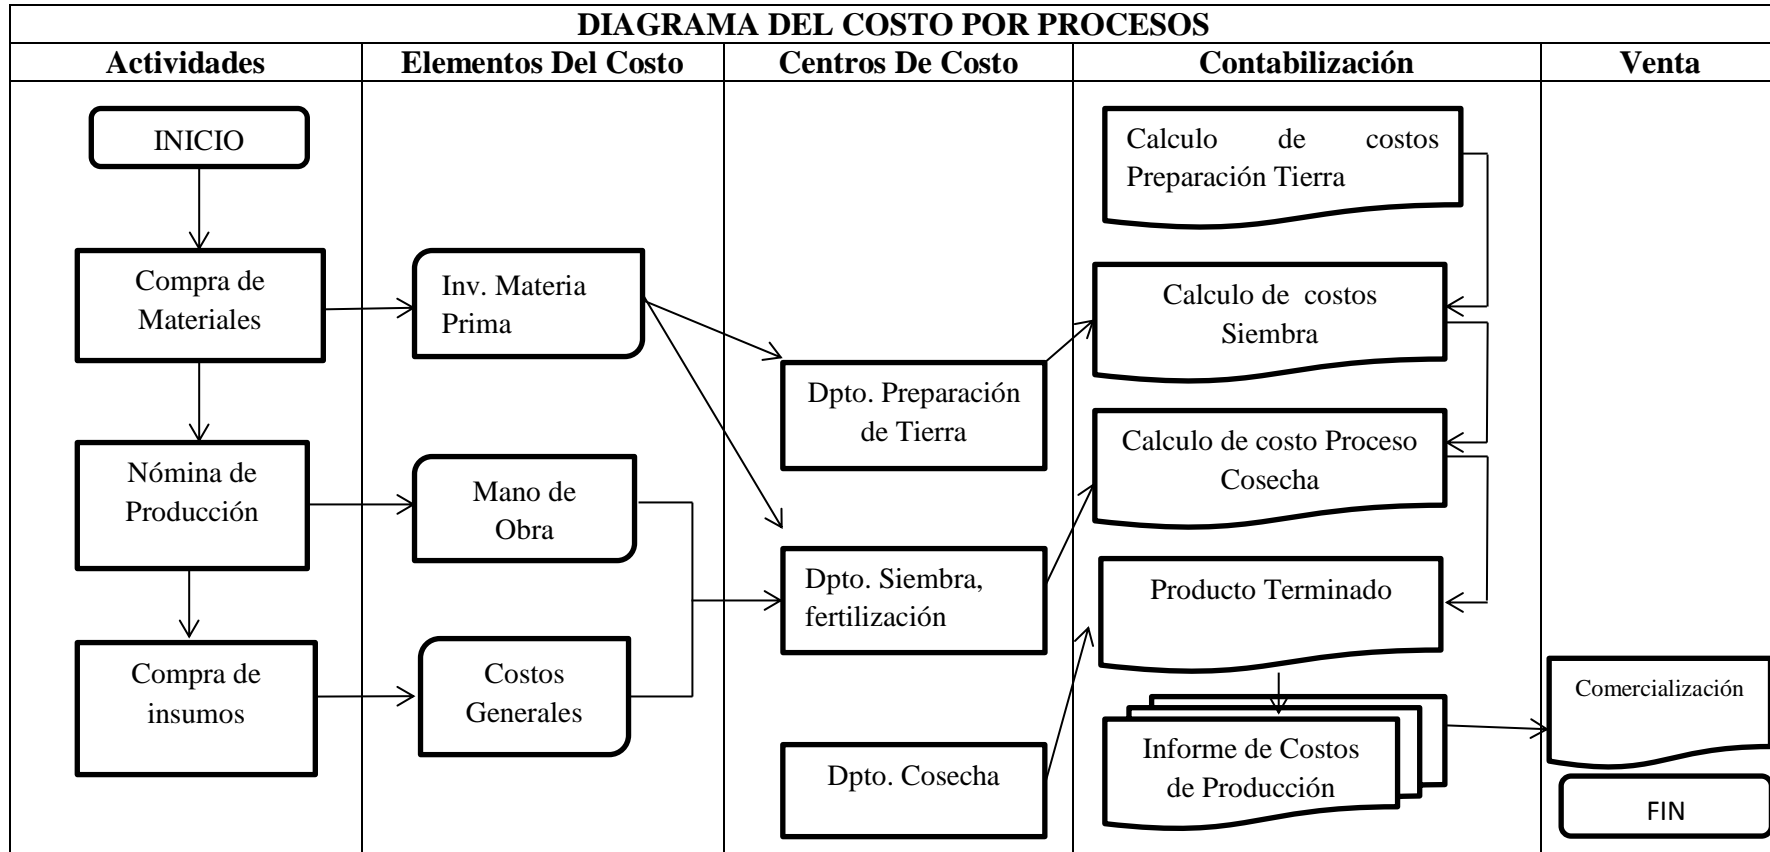 DIAGRAMA DEL COSTO POR PROCESOS
Actividades
Elementos Del Costo
Centros De Costo
Contabilización
Venta
INICIO
Compra de
Materiales
Nómina de
Producción
Compra de
insumos
Inv. Materia
Prima
Mano de
Obra
Costos
Generales
Dpto. Preparación
de Tierra
Dpto. Siembra,
fertilización
Dpto. Cosecha
Calculo de costos
Preparación Tierra
Calculo de costos
Siembra
Calculo de costo Proceso
Cosecha
Producto Terminado
Informe de Costos
de Producción
Comercialización
FIN